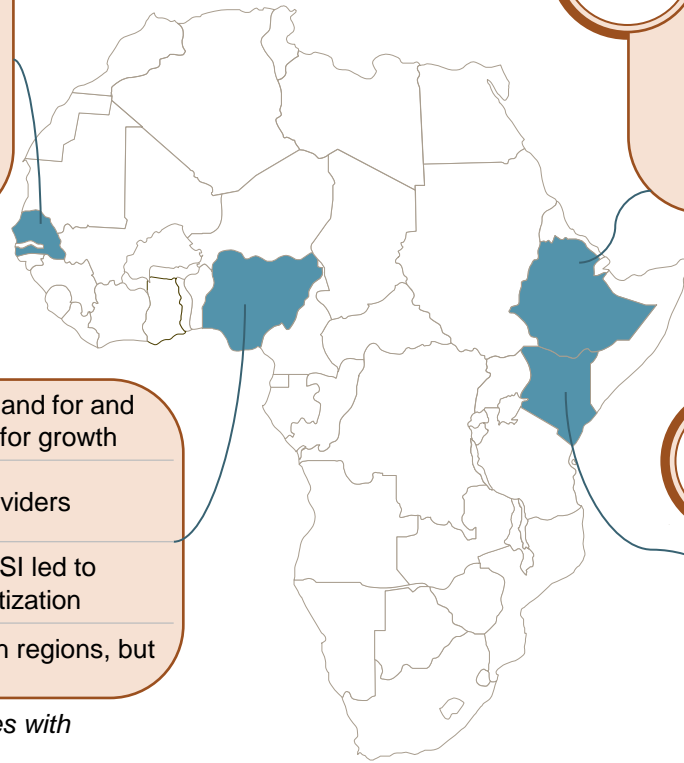 and for and
for growth
viders
SI led to
tization
n regions, but
es with